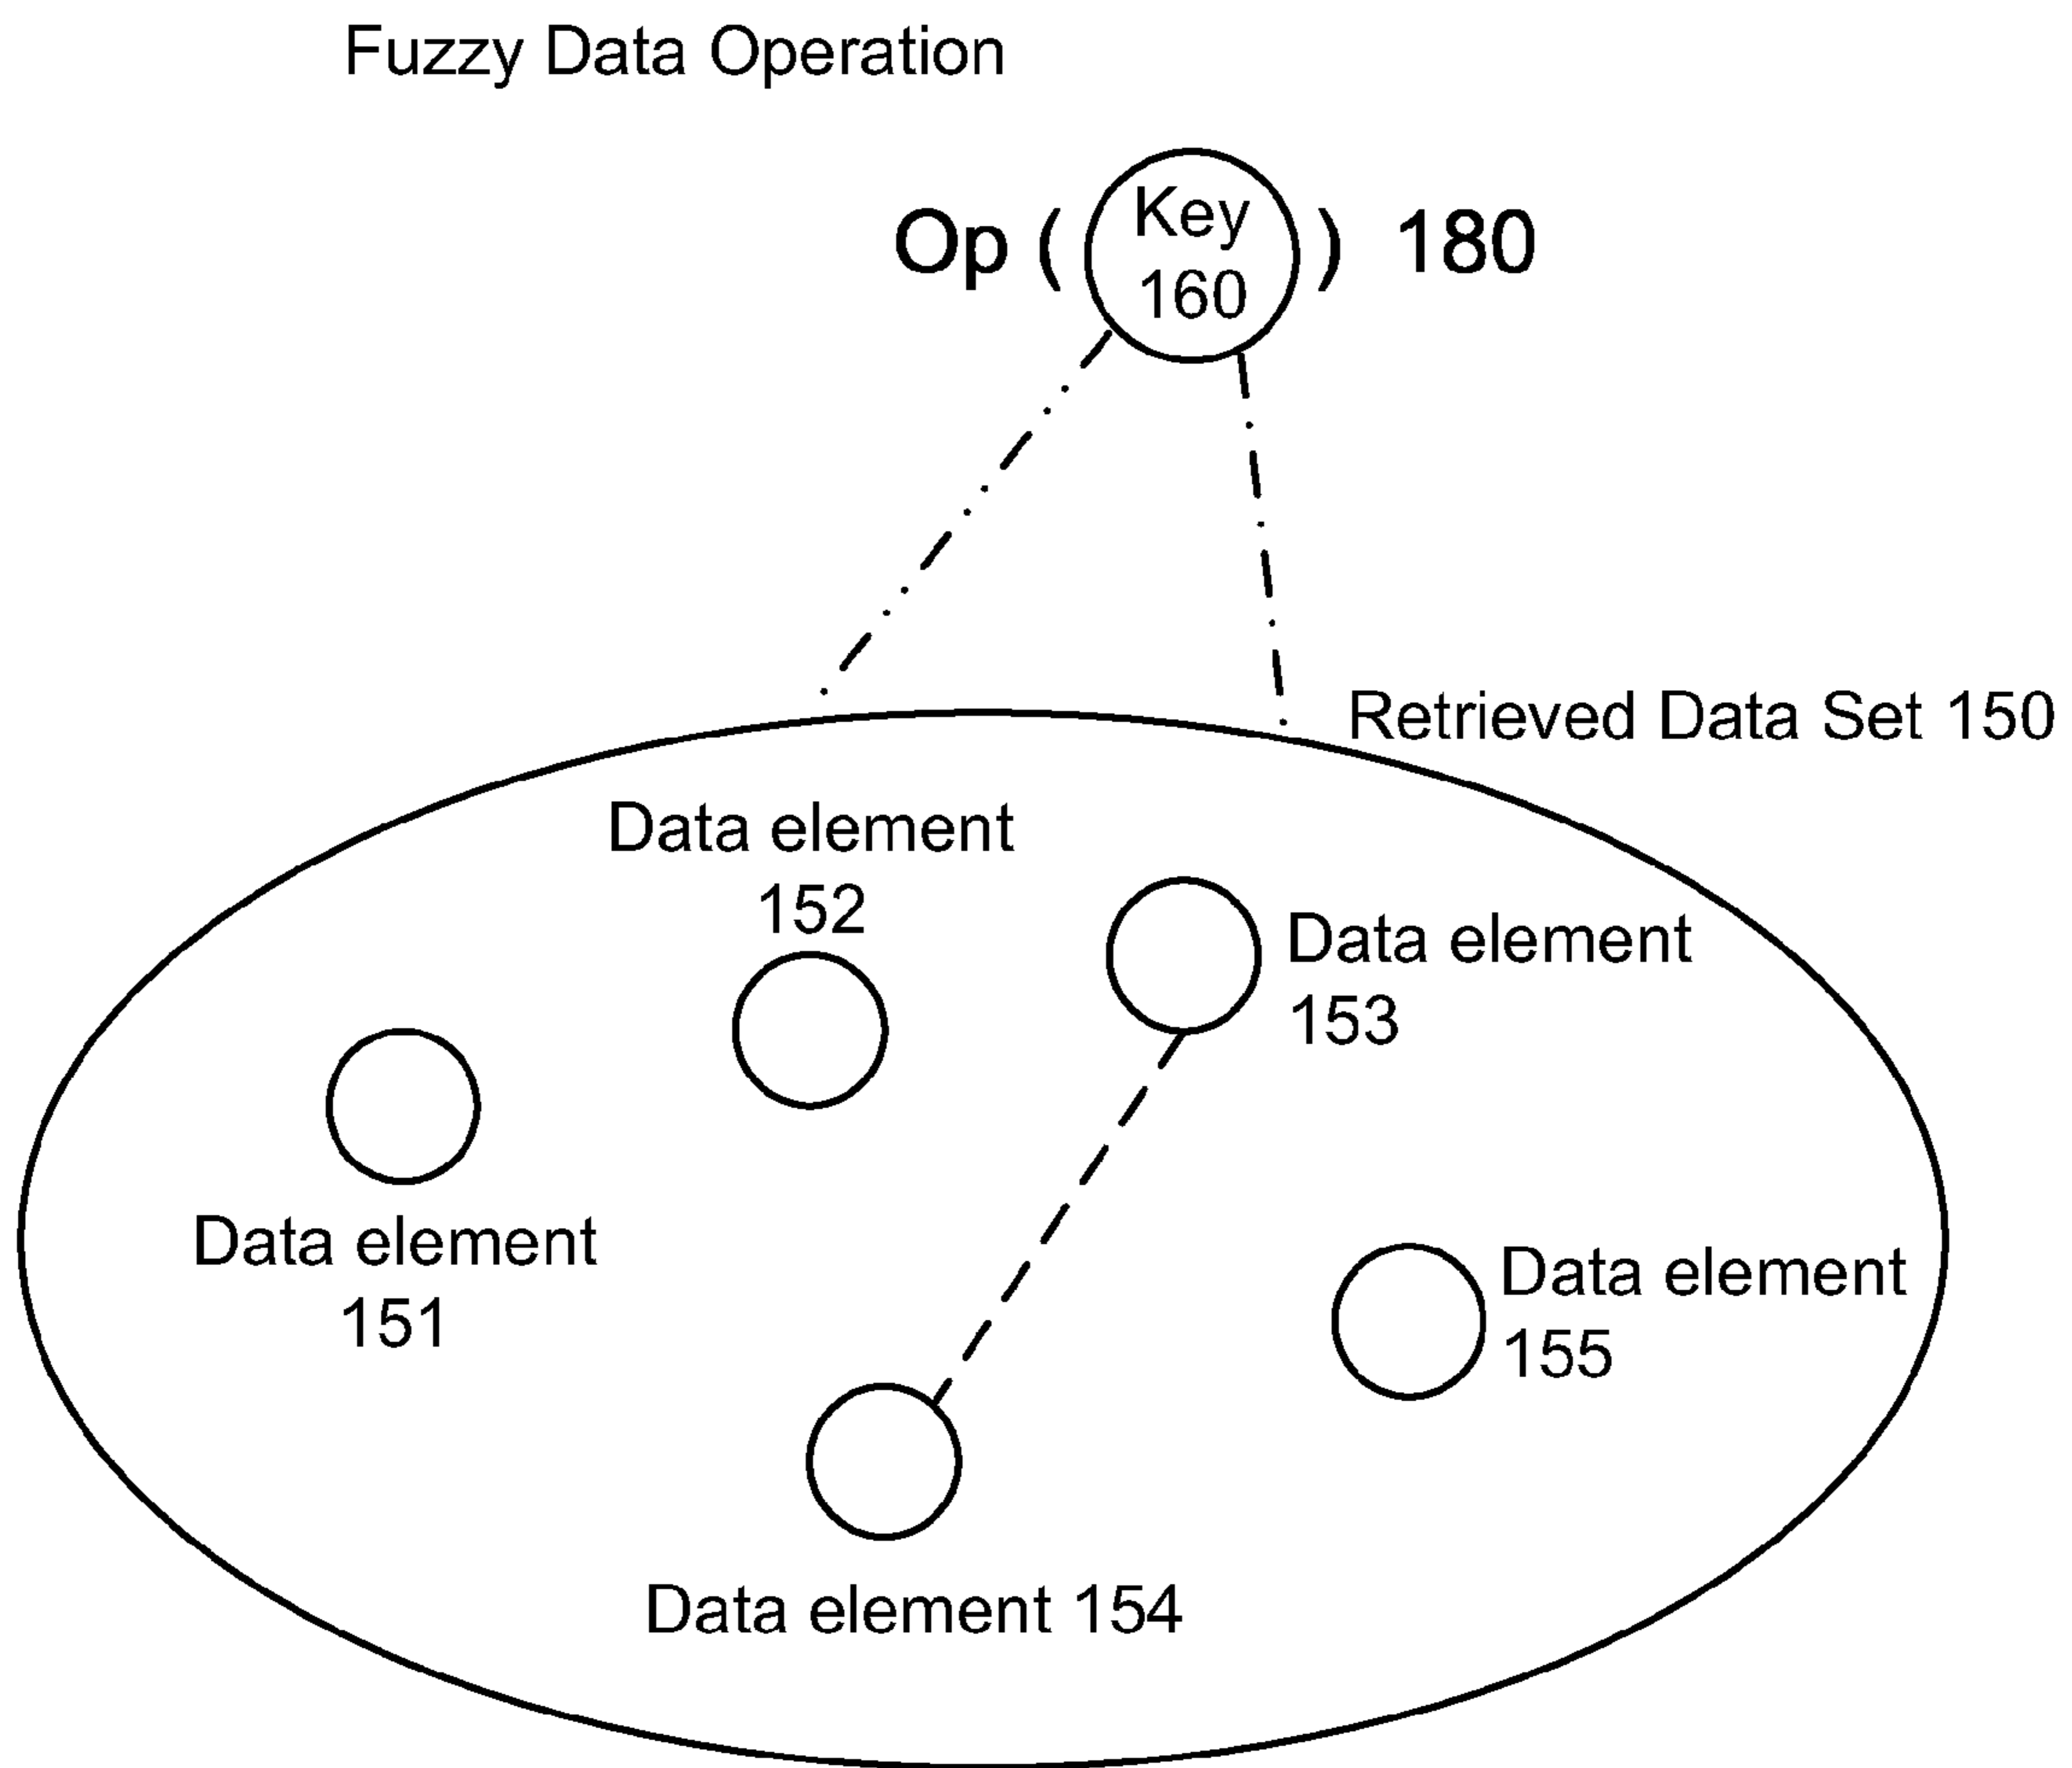 Fuzzy Data Operation
Op ( Key 160 ) 180
Retrieved Data Set 150
Data element
152
Data element
153
Data element
151
Data element
155
Data element 154